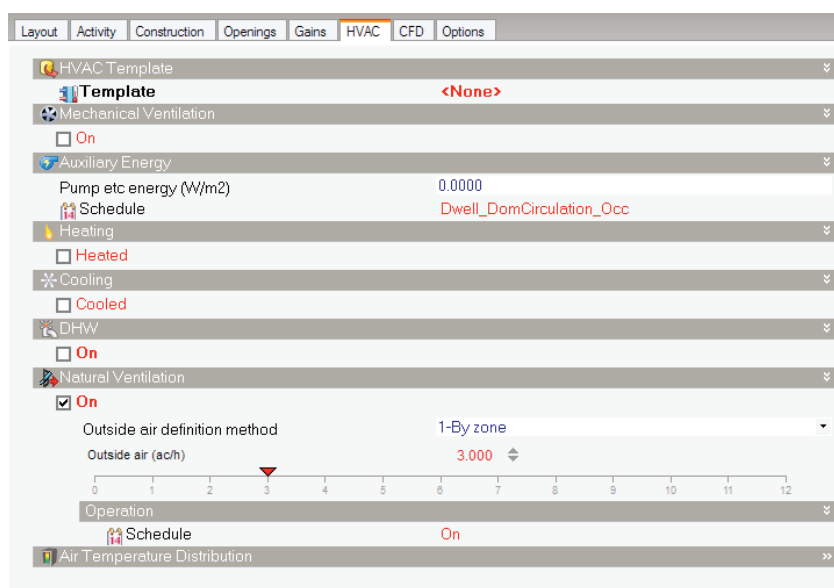 Layout Activity Construction Openings Gains HVAC CFD Options
HVAC Template
Template <None>
Mechanical Ventilation
On
Auxiliary Energy
Pump etc energy (W/m2) 0.0000
Schedule Dwell_DomCirculation_Occ
Heating
Heated
Cooling
Cooled
DHW
On
Natural Ventilation
On
Outside air definition method 1-By zone
Outside air (ac/h) 3.000
0 1 2 3 4 5 6 7 8 9 10 11 12
Operation
Schedule On
Air Temperature Distribution